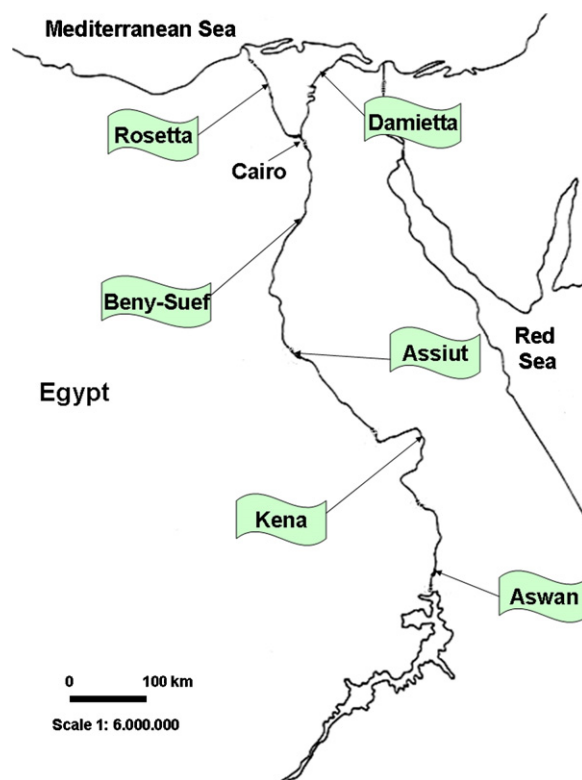 Mediterranean Sea
Rosetta
Damietta
Cairo
Beny-Suef
Red
Sea
Assiut
Egypt
Kena
Aswan
0 100 km
Scale 1: 6.000.000